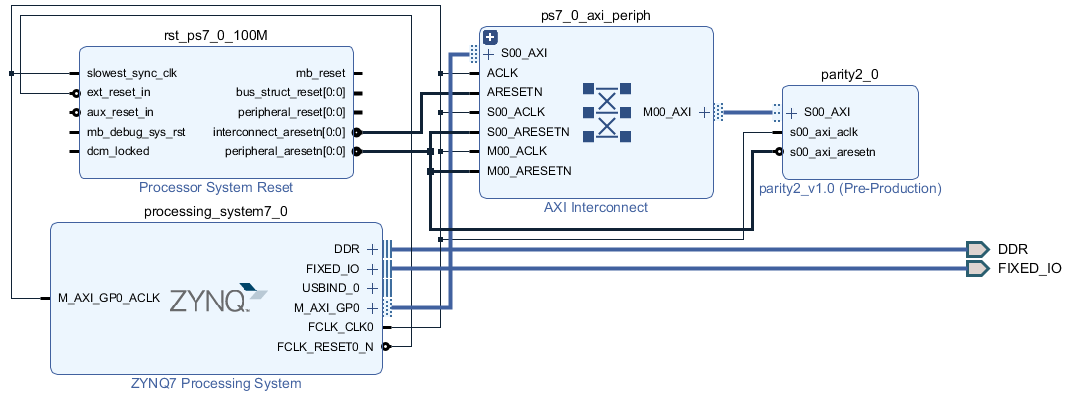 rst_ps7_0_100M
slowest_sync_clk
ext_reset_in
aux_reset_in
mb_debug_sys_rst
dcm_locked
mb_reset
bus_struct_reset[0:0]
peripheral_reset[0:0]
interconnect_aresetn[0:0]
peripheral_aresetn[0:0]
Processor System Reset
ps7_0_axi_periph
S00_AXI
ACLK
ARESETN
S00_ACLK
S00_ARESETN
M00_ACLK
M00_ARESETN
M00_AXI
AXI Interconnect
parity2_0
S00_AXI
s00_axi_aclk
s00_axi_aresetn
parity2_v1.0 (Pre-Production)
processing_system7_0
M_AXI_GP0_ACLK
ZYNQ
DDR
FIXED_IO
USBIND_0
M_AXI_GP0
FCLK_CLK0
FCLK_RESET0_N
ZYNQ7 Processing System
DDR
FIXED_IO